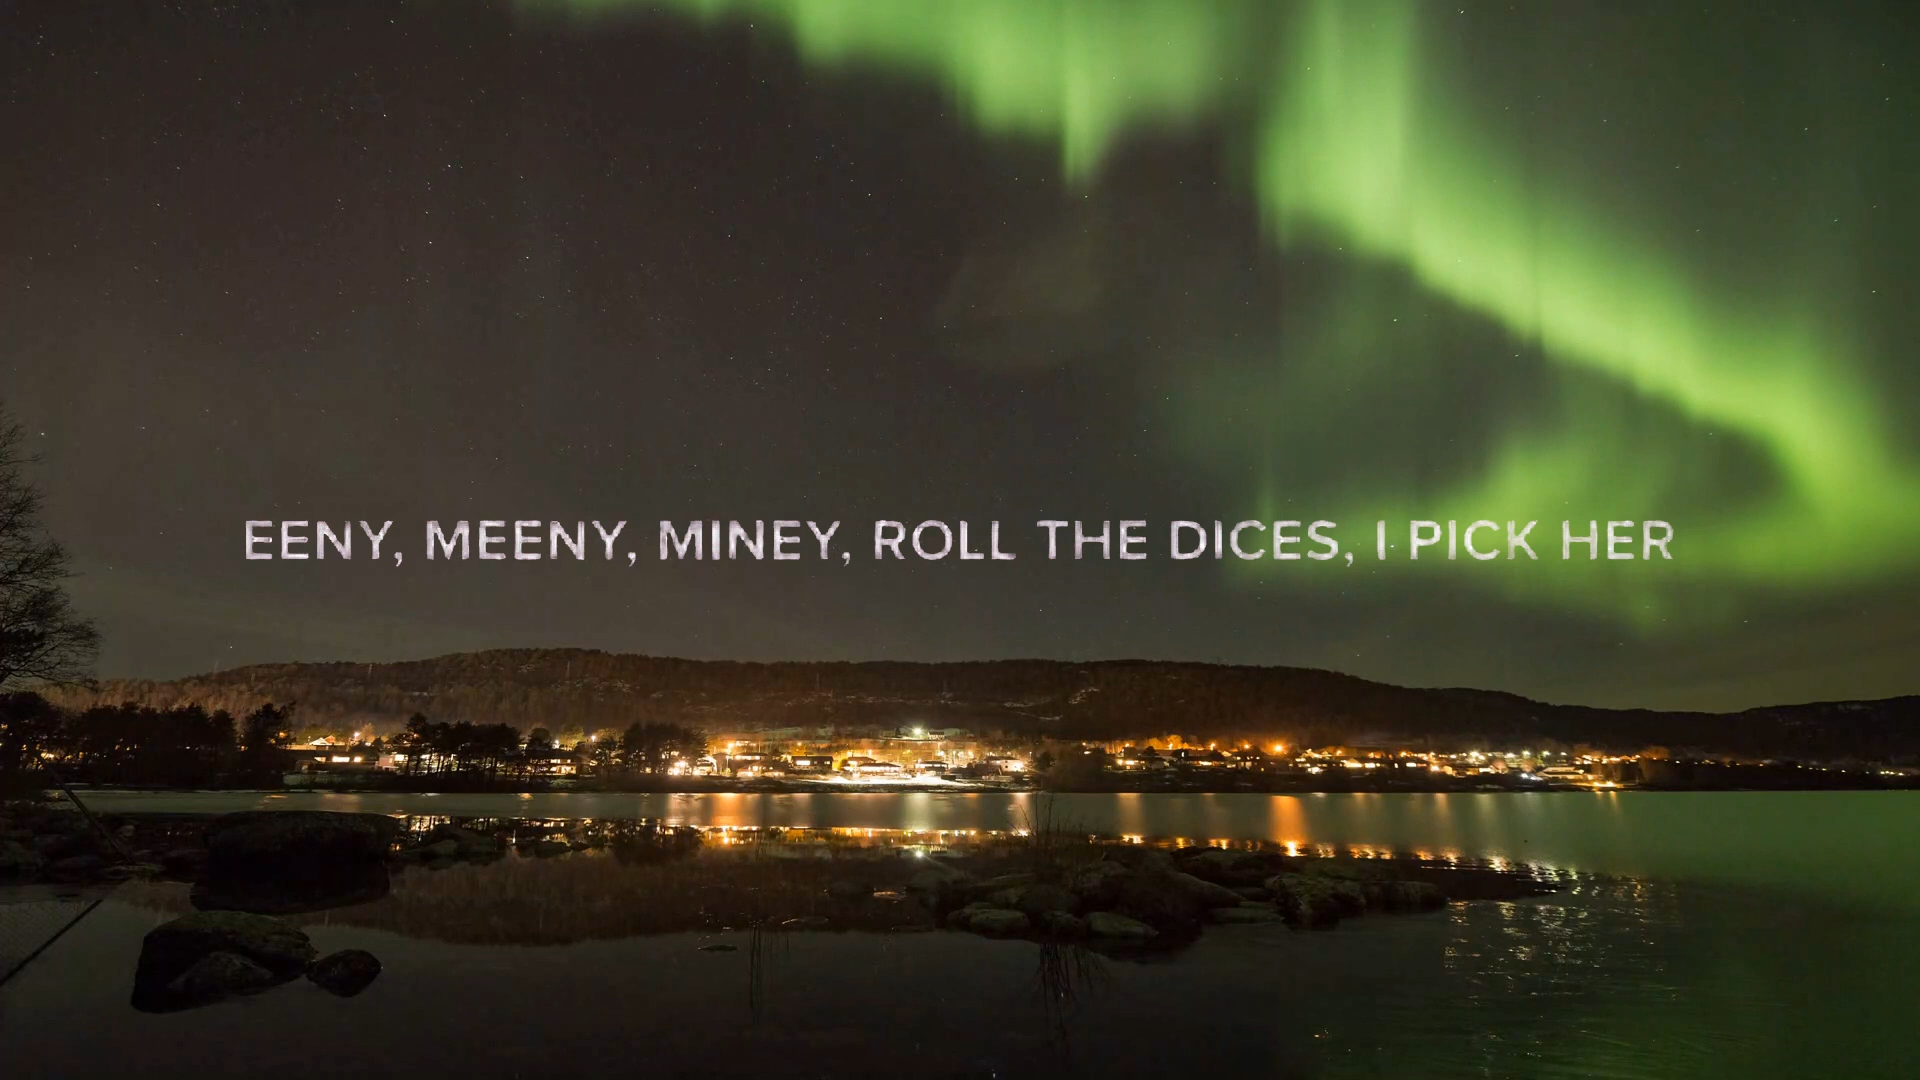 EENY, MEENY, MINEY, ROLL THE DICES, I PICK HER